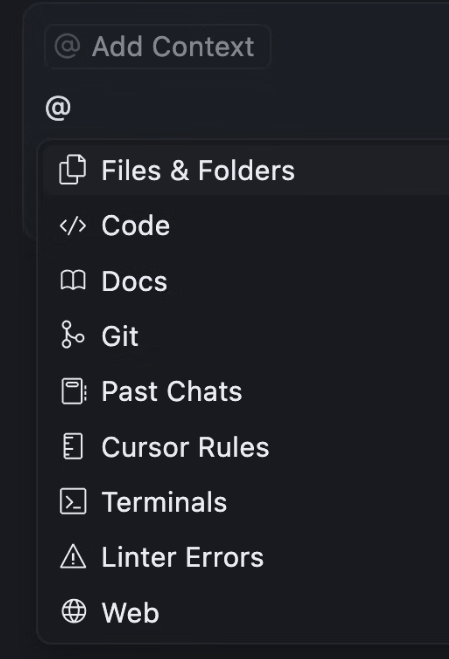 @ Add Context
@
Files & Folders
Code
Docs
Git
Past Chats
Cursor Rules
Terminals
Linter Errors
Web